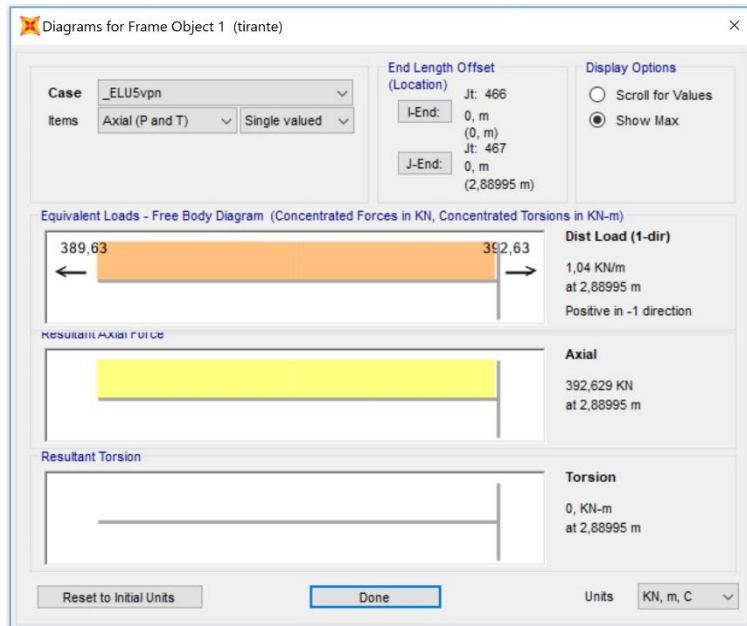 Diagrams for Frame Object 1 (tirante)
Case _ELU5vpn
Items Axial (P and T) Single valued
End Length Offset
(Location)
Jt: 466
I-End: 0, m
(0, m)
Jt: 467
J-End: 0, m
(2,88995 m)
Display Options
Scroll for Values
Show Max
Equivalent Loads - Free Body Diagram (Concentrated Forces in KN, Concentrated Torsions in KN-m)
389,63 392,63
Dist Load (1-dir)
1,04 KN/m
at 2,88995 m
Positive in -1 direction
Resultant Axial Force
Axial
392,629 KN
at 2,88995 m
Resultant Torsion
Torsion
0, KN-m
at 2,88995 m
Reset to Initial Units Done Units KN, m, C